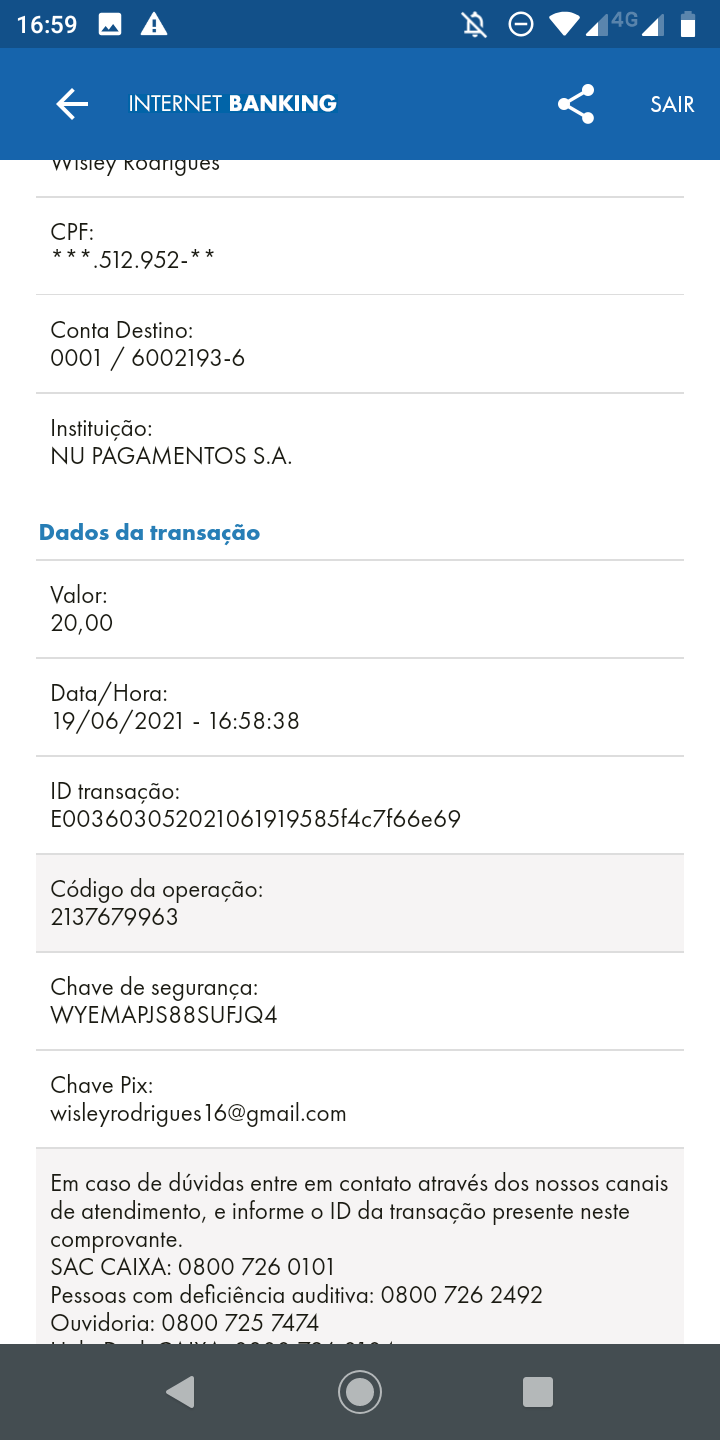 16:59
4G
INTERNET BANKING
SAIR
Wisley Rodrigues
CPF:
***.512.952-**
Conta Destino:
0001 / 6002193-6
Instituição:
NU PAGAMENTOS S.A.
Dados da transação
Valor:
20,00
Data/Hora:
19/06/2021 - 16:58:38
ID transação:
E00360305202106191958 5f4c7f66e69
Código da operação:
2137679963
Chave de segurança:
WYEMAPJS88SUFJQ4
Chave Pix:
wisleyrodrigues16@gmail.com
Em caso de dúvidas entre em contato através dos nossos canais
de atendimento, e informe o ID da transação presente neste
comprovante.
SAC CAIXA: 0800 726 0101
Pessoas com deficiência auditiva: 0800 726 2492
Ouvidoria: 0800 725 7474